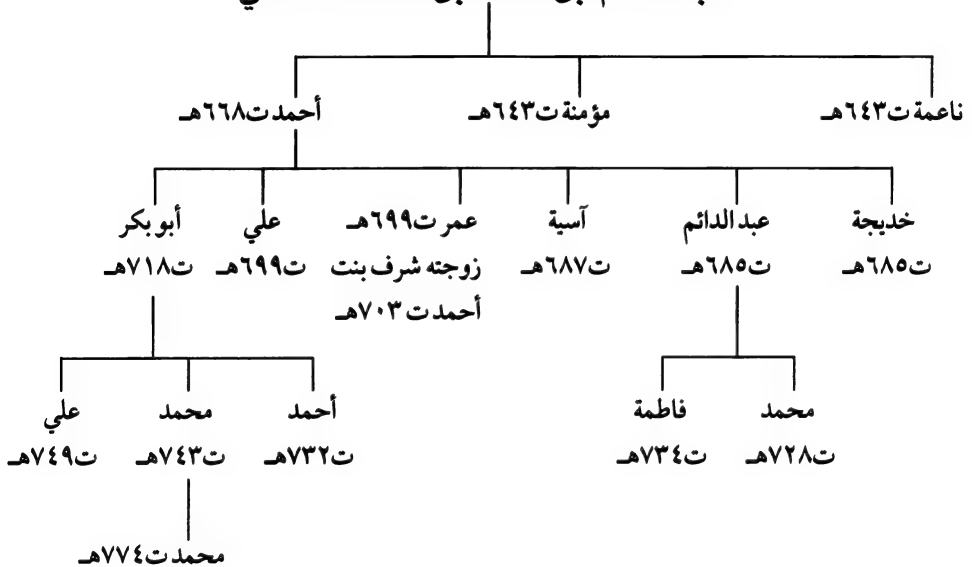 ناعمة ت٦٤٣هـ مؤمنة ت٦٤٣هـ أحمد ت٦٦٨هـ
خديجة عبد الدائم آسية عمر ت٦٩٩هـ علي أبو بكر
ت٦٨٥هـ ت٦٨٥هـ ت٦٨٧هـ زوجته شرف بنت ت٦٩٩هـ ت٧١٨هـ
أحمد ت٧٠٣هـ
محمد فاطمة أحمد محمد علي
ت٧٢٨هـ ت٧٣٤هـ ت٧٣٢هـ ت٧٤٣هـ ت٧٤٩هـ
محمد ت٧٧٤هـ